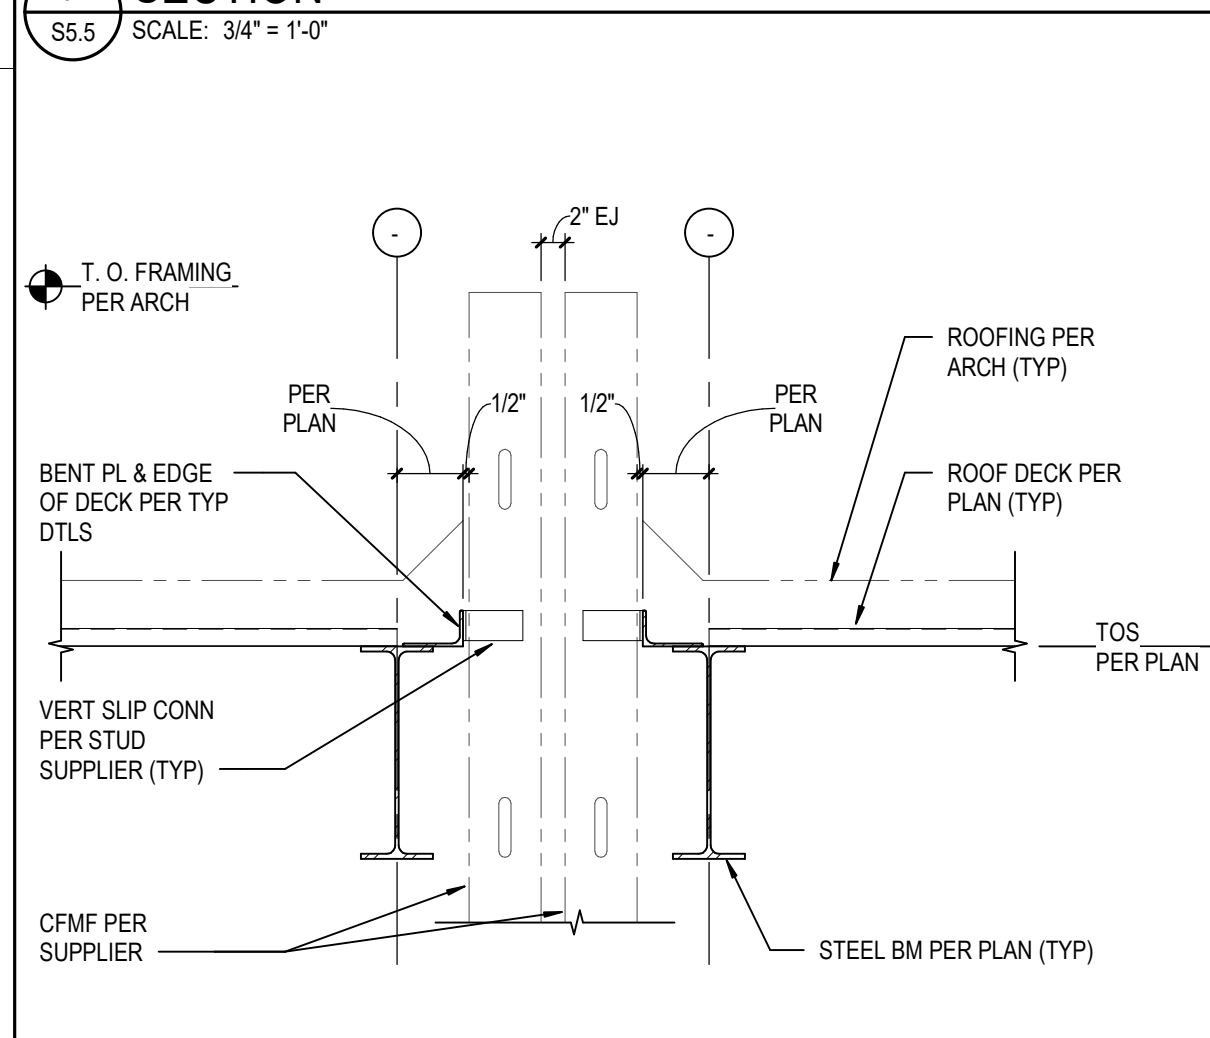 SECTION
S5.5
SCALE: 3/4" = 1'-0"
2" EJ
-
-
T. O. FRAMING
PER ARCH
ROOFING PER
ARCH (TYP)
PER
PLAN
1/2"
1/2"
PER
PLAN
BENT PL & EDGE
OF DECK PER TYP
DTLS
ROOF DECK PER
PLAN (TYP)
TOS
PER PLAN
VERT SLIP CONN
PER STUD
SUPPLIER (TYP)
CFMF PER
SUPPLIER
STEEL BM PER PLAN (TYP)